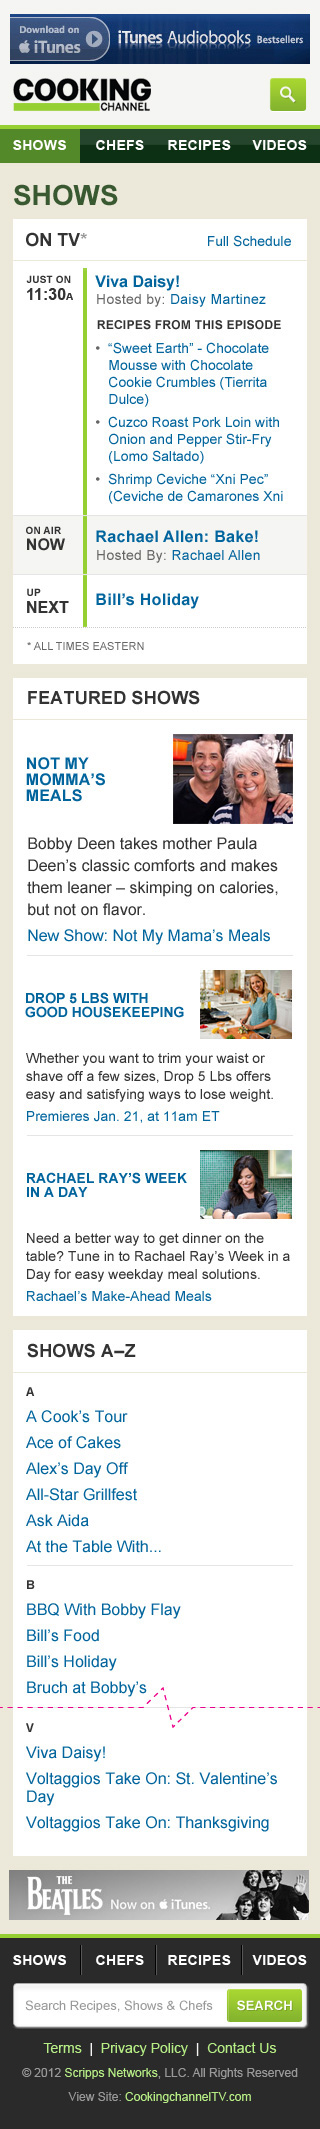 Download on
iTunes
iTunes Audiobooks Bestsellers
COOKING
CHANNEL
SHOWS CHEFS RECIPES VIDEOS
SHOWS
ON TV* Full Schedule
JUST ON
11:30A
Viva Daisy!
Hosted by: Daisy Martinez
RECIPES FROM THIS EPISODE
• “Sweet Earth” - Chocolate
Mousse with Chocolate
Cookie Crumbles (Tierrita
Dulce)
• Cuzco Roast Pork Loin with
Onion and Pepper Stir-Fry
(Lomo Saltado)
• Shrimp Ceviche “Xni Pec”
(Ceviche de Camarones Xni
ON AIR
NOW
Rachael Allen: Bake!
Hosted By: Rachael Allen
UP
NEXT
Bill’s Holiday
* ALL TIMES EASTERN
FEATURED SHOWS
NOT MY
MOMMA’S
MEALS
Bobby Deen takes mother Paula
Deen’s classic comforts and makes
them leaner – skimping on calories,
but not on flavor.
New Show: Not My Mama’s Meals
DROP 5 LBS WITH
GOOD HOUSEKEEPING
Whether you want to trim your waist or
shave off a few sizes, Drop 5 Lbs offers
easy and satisfying ways to lose weight.
Premieres Jan. 21, at 11am ET
RACHAEL RAY’S WEEK
IN A DAY
Need a better way to get dinner on the
table? Tune in to Rachael Ray’s Week in a
Day for easy weekday meal solutions.
Rachael’s Make-Ahead Meals
SHOWS A–Z
A
A Cook’s Tour
Ace of Cakes
Alex’s Day Off
All-Star Grillfest
Ask Aida
At the Table With...
B
BBQ With Bobby Flay
Bill’s Food
Bill’s Holiday
Bruch at Bobby’s
V
Viva Daisy!
Voltaggios Take On: St. Valentine’s
Day
Voltaggios Take On: Thanksgiving
THE
BEATLES Now on iTunes.
SHOWS CHEFS RECIPES VIDEOS
Search Recipes, Shows & Chefs SEARCH
Terms | Privacy Policy | Contact Us
© 2012 Scripps Networks, LLC. All Rights Reserved
View Site: CookingchannelTV.com